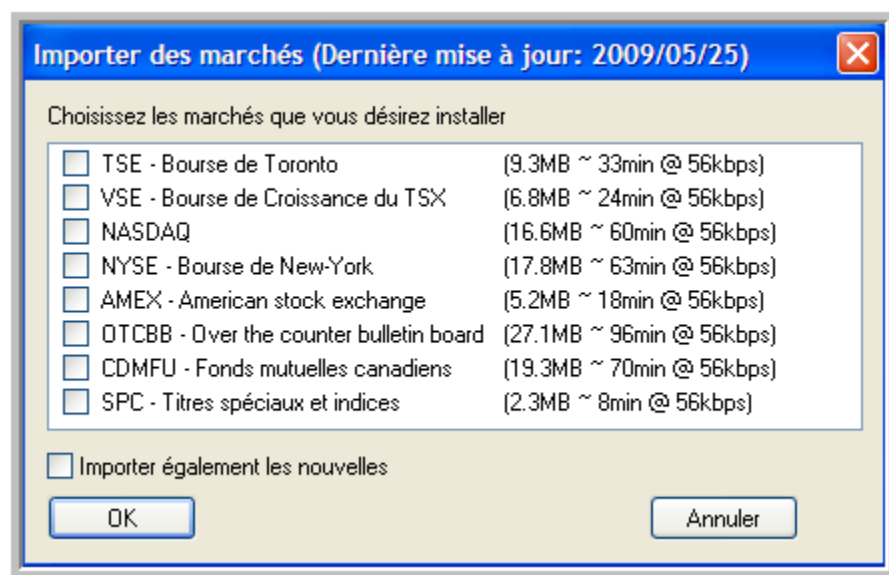 Importer des marchés (Dernière mise à jour: 2009/05/25)
Choisissez les marchés que vous désirez installer
TSE - Bourse de Toronto (9.3MB ~ 33min @ 56kbps)
VSE - Bourse de Croissance du TSX (6.8MB ~ 24min @ 56kbps)
NASDAQ (16.6MB ~ 60min @ 56kbps)
NYSE - Bourse de New-York (17.8MB ~ 63min @ 56kbps)
AMEX - American stock exchange (5.2MB ~ 18min @ 56kbps)
OTCBB - Over the counter bulletin board (27.1MB ~ 96min @ 56kbps)
CDMFU - Fonds mutuelles canadiens (19.3MB ~ 70min @ 56kbps)
SPC - Titres spéciaux et indices (2.3MB ~ 8min @ 56kbps)
Importer également les nouvelles
OK Annuler